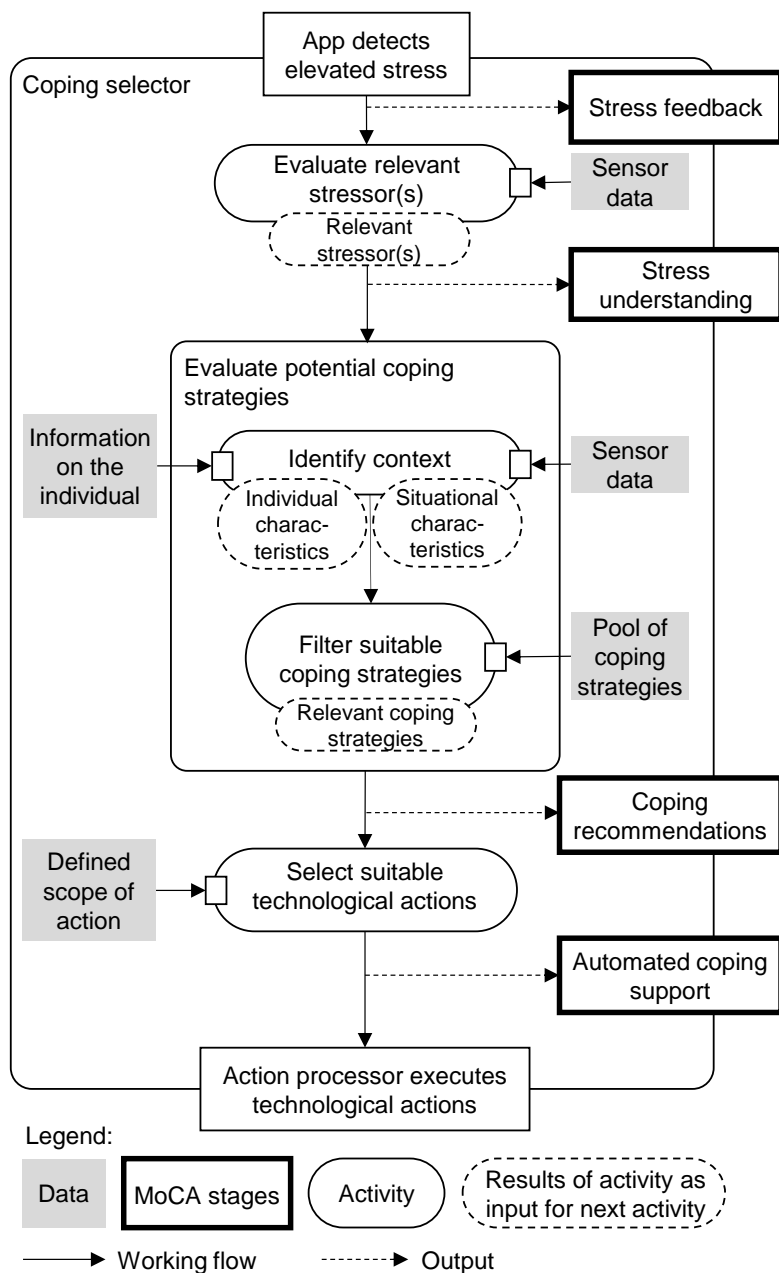 App detects
elevated stress
Coping selector
Stress feedback
Evaluate relevant
stressor(s)
Sensor
data
Relevant
stressor(s)
Stress
understanding
Evaluate potential coping
strategies
Information
on the
individual
Identify context
Sensor
data
Individual
charac-
teristics
Situational
charac-
teristics
Filter suitable
coping strategies
Pool of
coping
strategies
Relevant coping
strategies
Coping
recommendations
Defined
scope of
action
Select suitable
technological actions
Automated coping
support
Action processor executes
technological actions
Legend:
Data
MoCA stages
Activity
Results of activity as
input for next activity
Working flow
Output